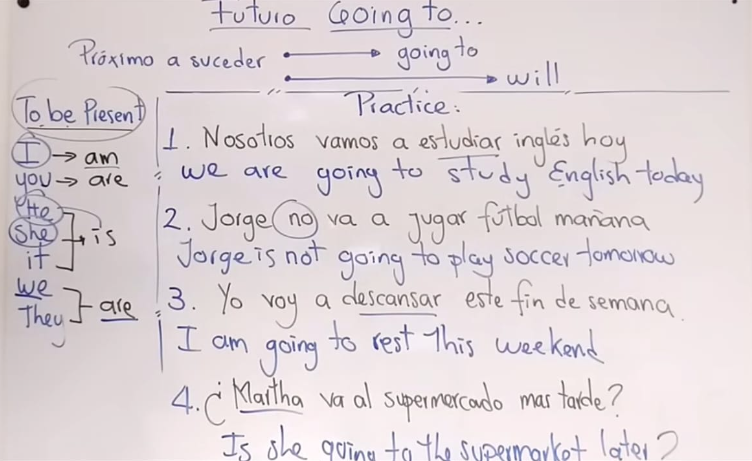 Futuro Going to...
Próximo a suceder going to
will
To be Present
Practice:
I → am
you → are
He
She
it
is
we
They
are
1. Nosotros vamos a estudiar inglés hoy
we are going to study English today
2. Jorge no va a jugar fútbol mañana
Jorge is not going to play soccer tomorrow
3. Yo voy a descansar este fin de semana.
I am going to rest This weekend
4. ¿Martha va al supermercado mas tarde?
Is she going to the supermarket later?